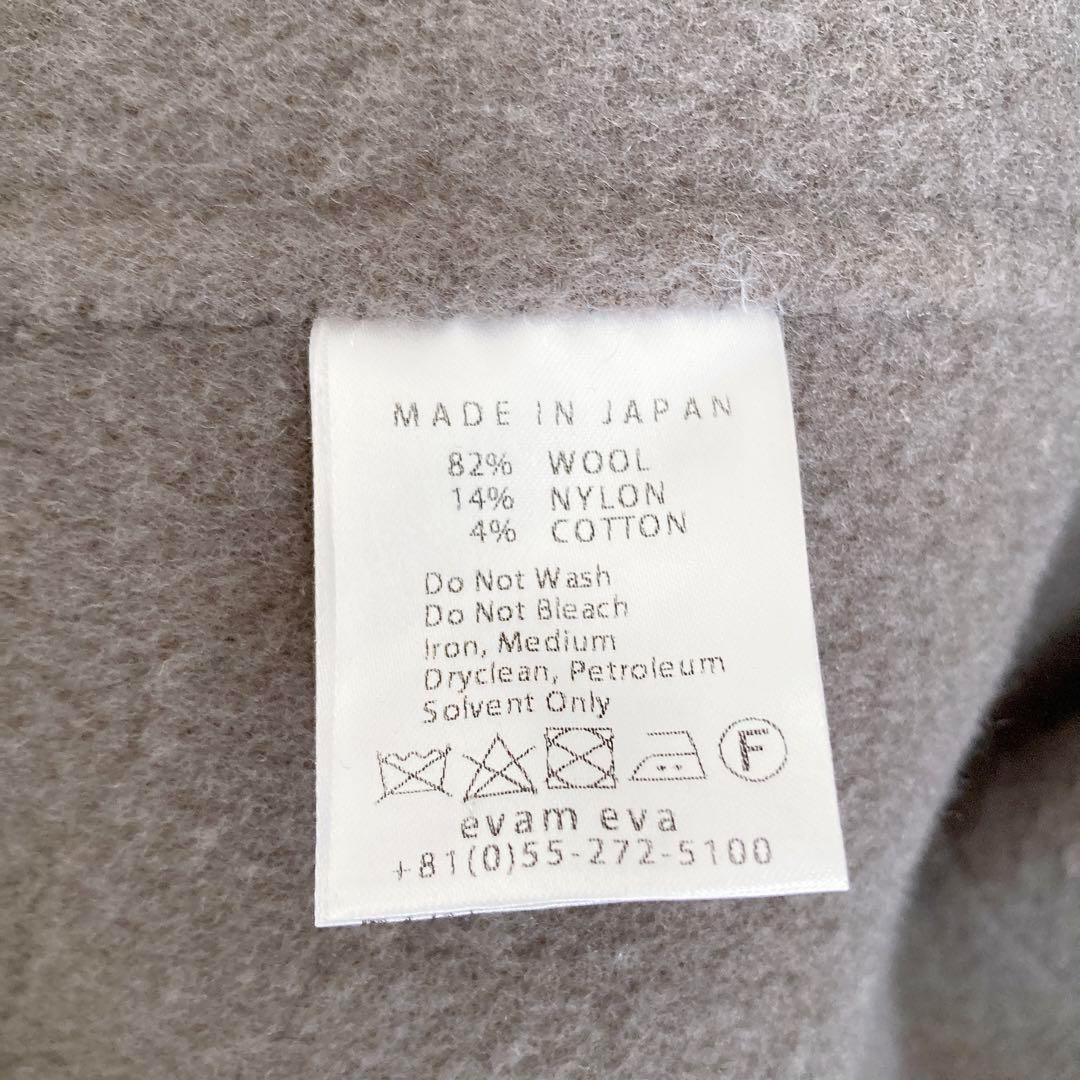 MADE IN JAPAN
82% WOOL
14% NYLON
4% COTTON
Do Not Wash
Do Not Bleach
Iron, Medium
Dryclean, Petroleum
Solvent Only
F
evam eva
+81(0)55-272-5100